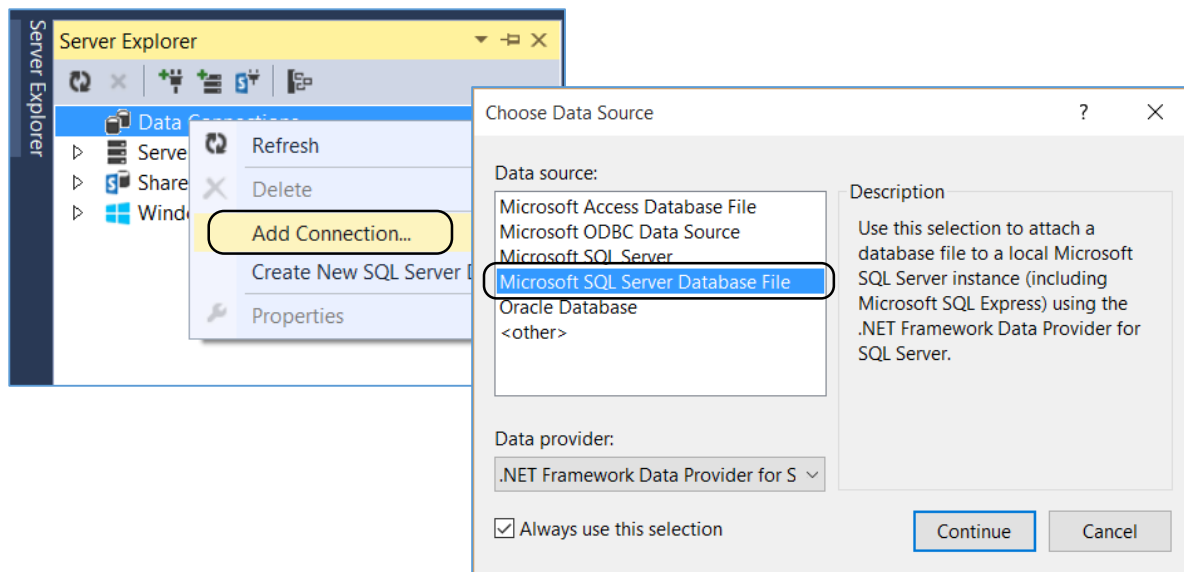 Server Explorer
Server Explorer
Data Connections
Serve
Share
Windo
Refresh
Delete
Add Connection...
Create New SQL Server D
Properties
Choose Data Source
?
Data source:
Microsoft Access Database File
Microsoft ODBC Data Source
Microsoft SQL Server
Microsoft SQL Server Database File
Oracle Database
<other>
Description
Use this selection to attach a
database file to a local Microsoft
SQL Server instance (including
Microsoft SQL Express) using the
.NET Framework Data Provider for
SQL Server.
Data provider:
.NET Framework Data Provider for S
Always use this selection
Continue
Cancel